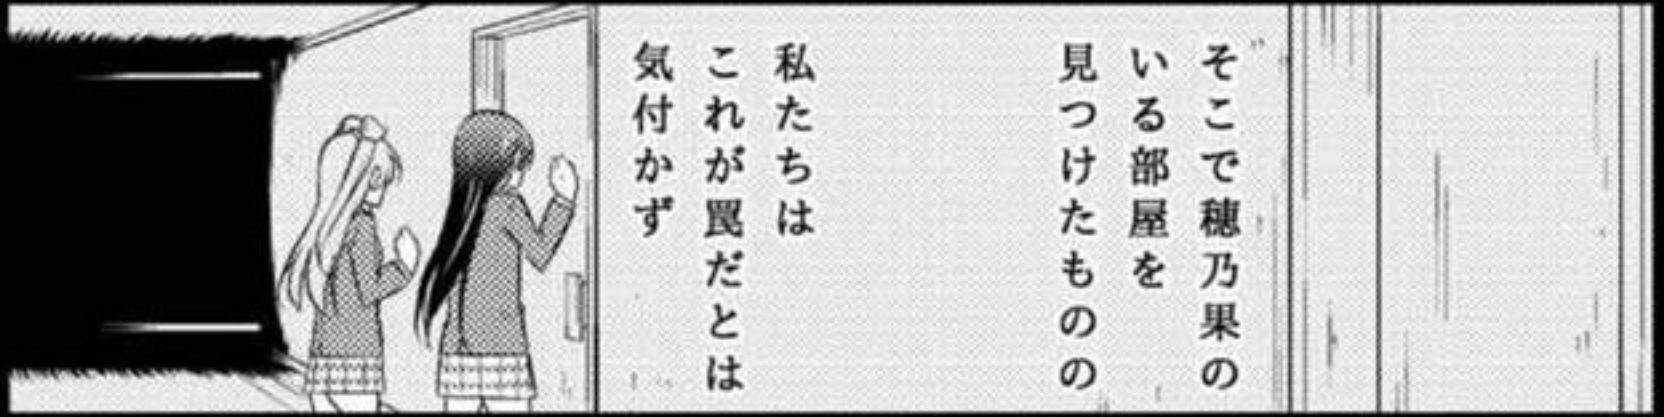 そこで穂乃果の
いる部屋を
見つけたものの
私たちは
これが罠だとは
気付かず